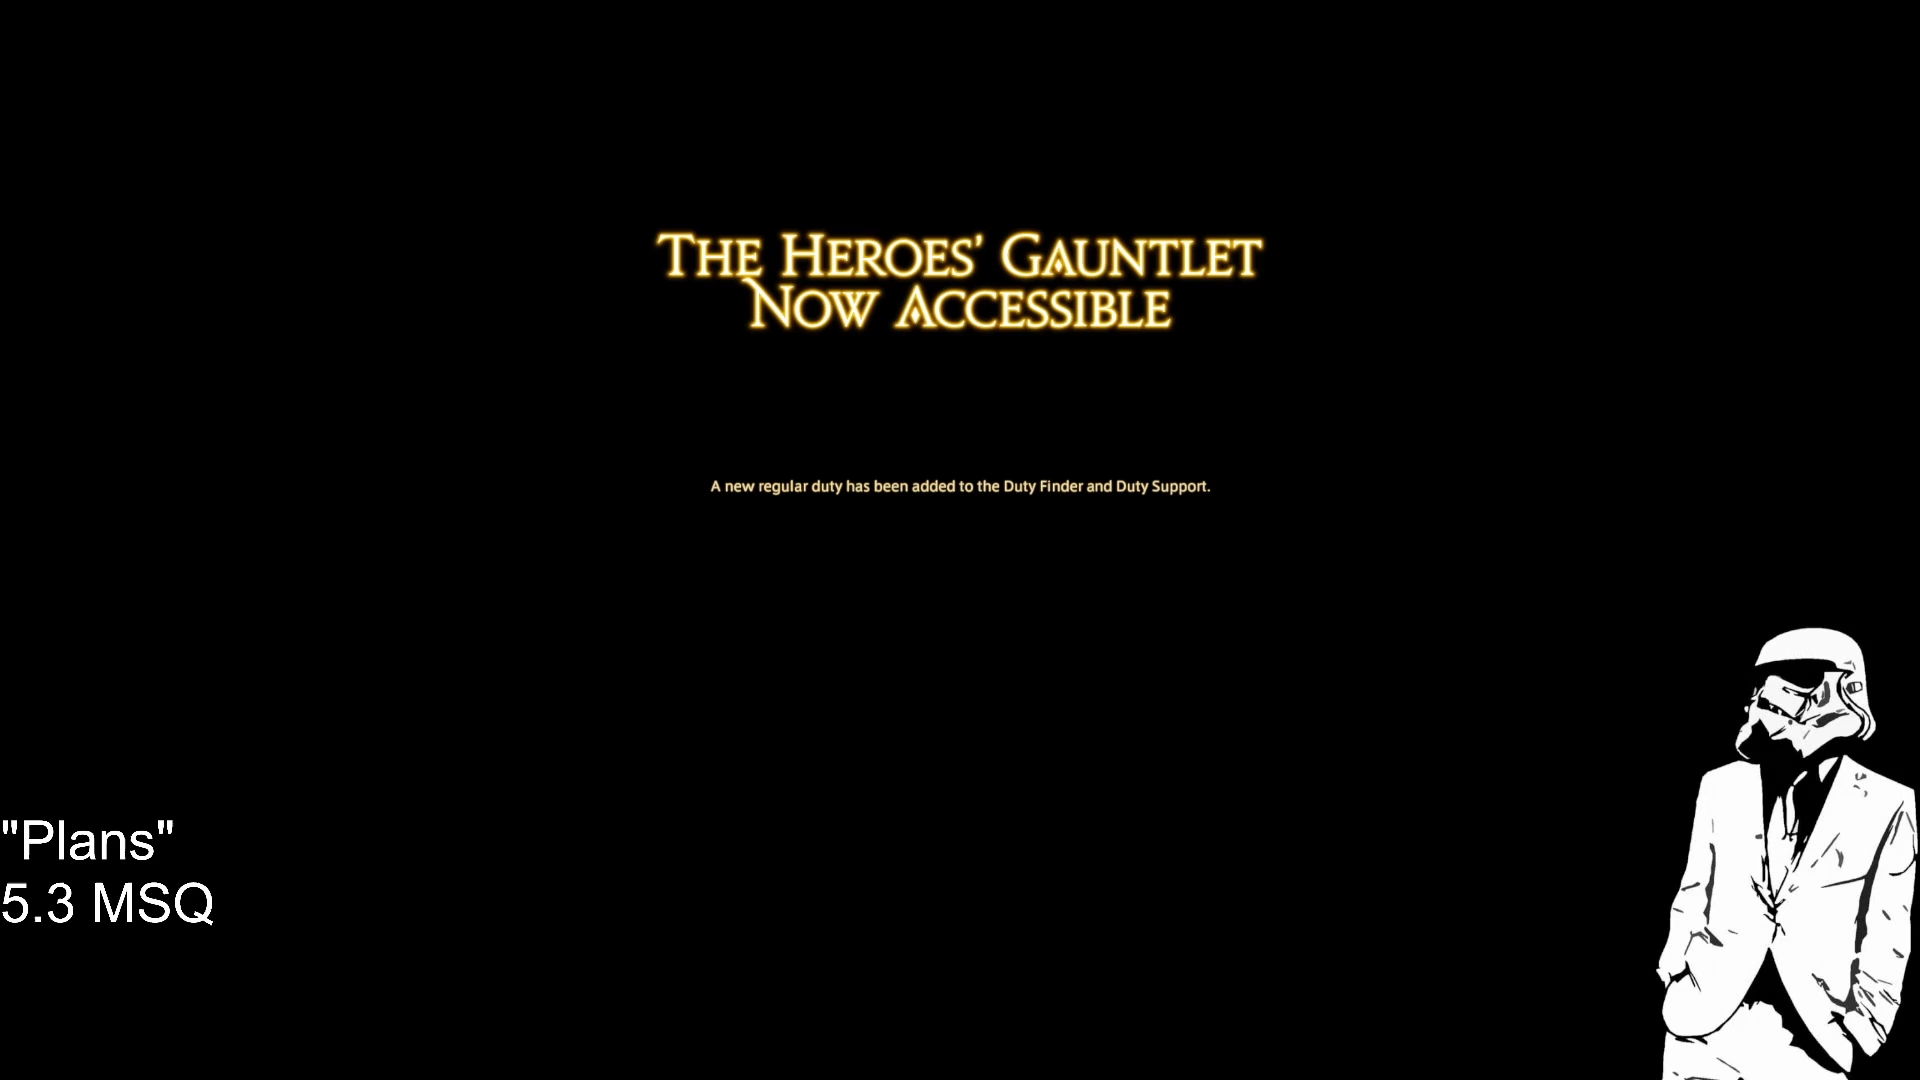 The Heroes' Gauntlet
Now Accessible
A new regular duty has been added to the Duty Finder and Duty Support.
"Plans"
5.3 MSQ